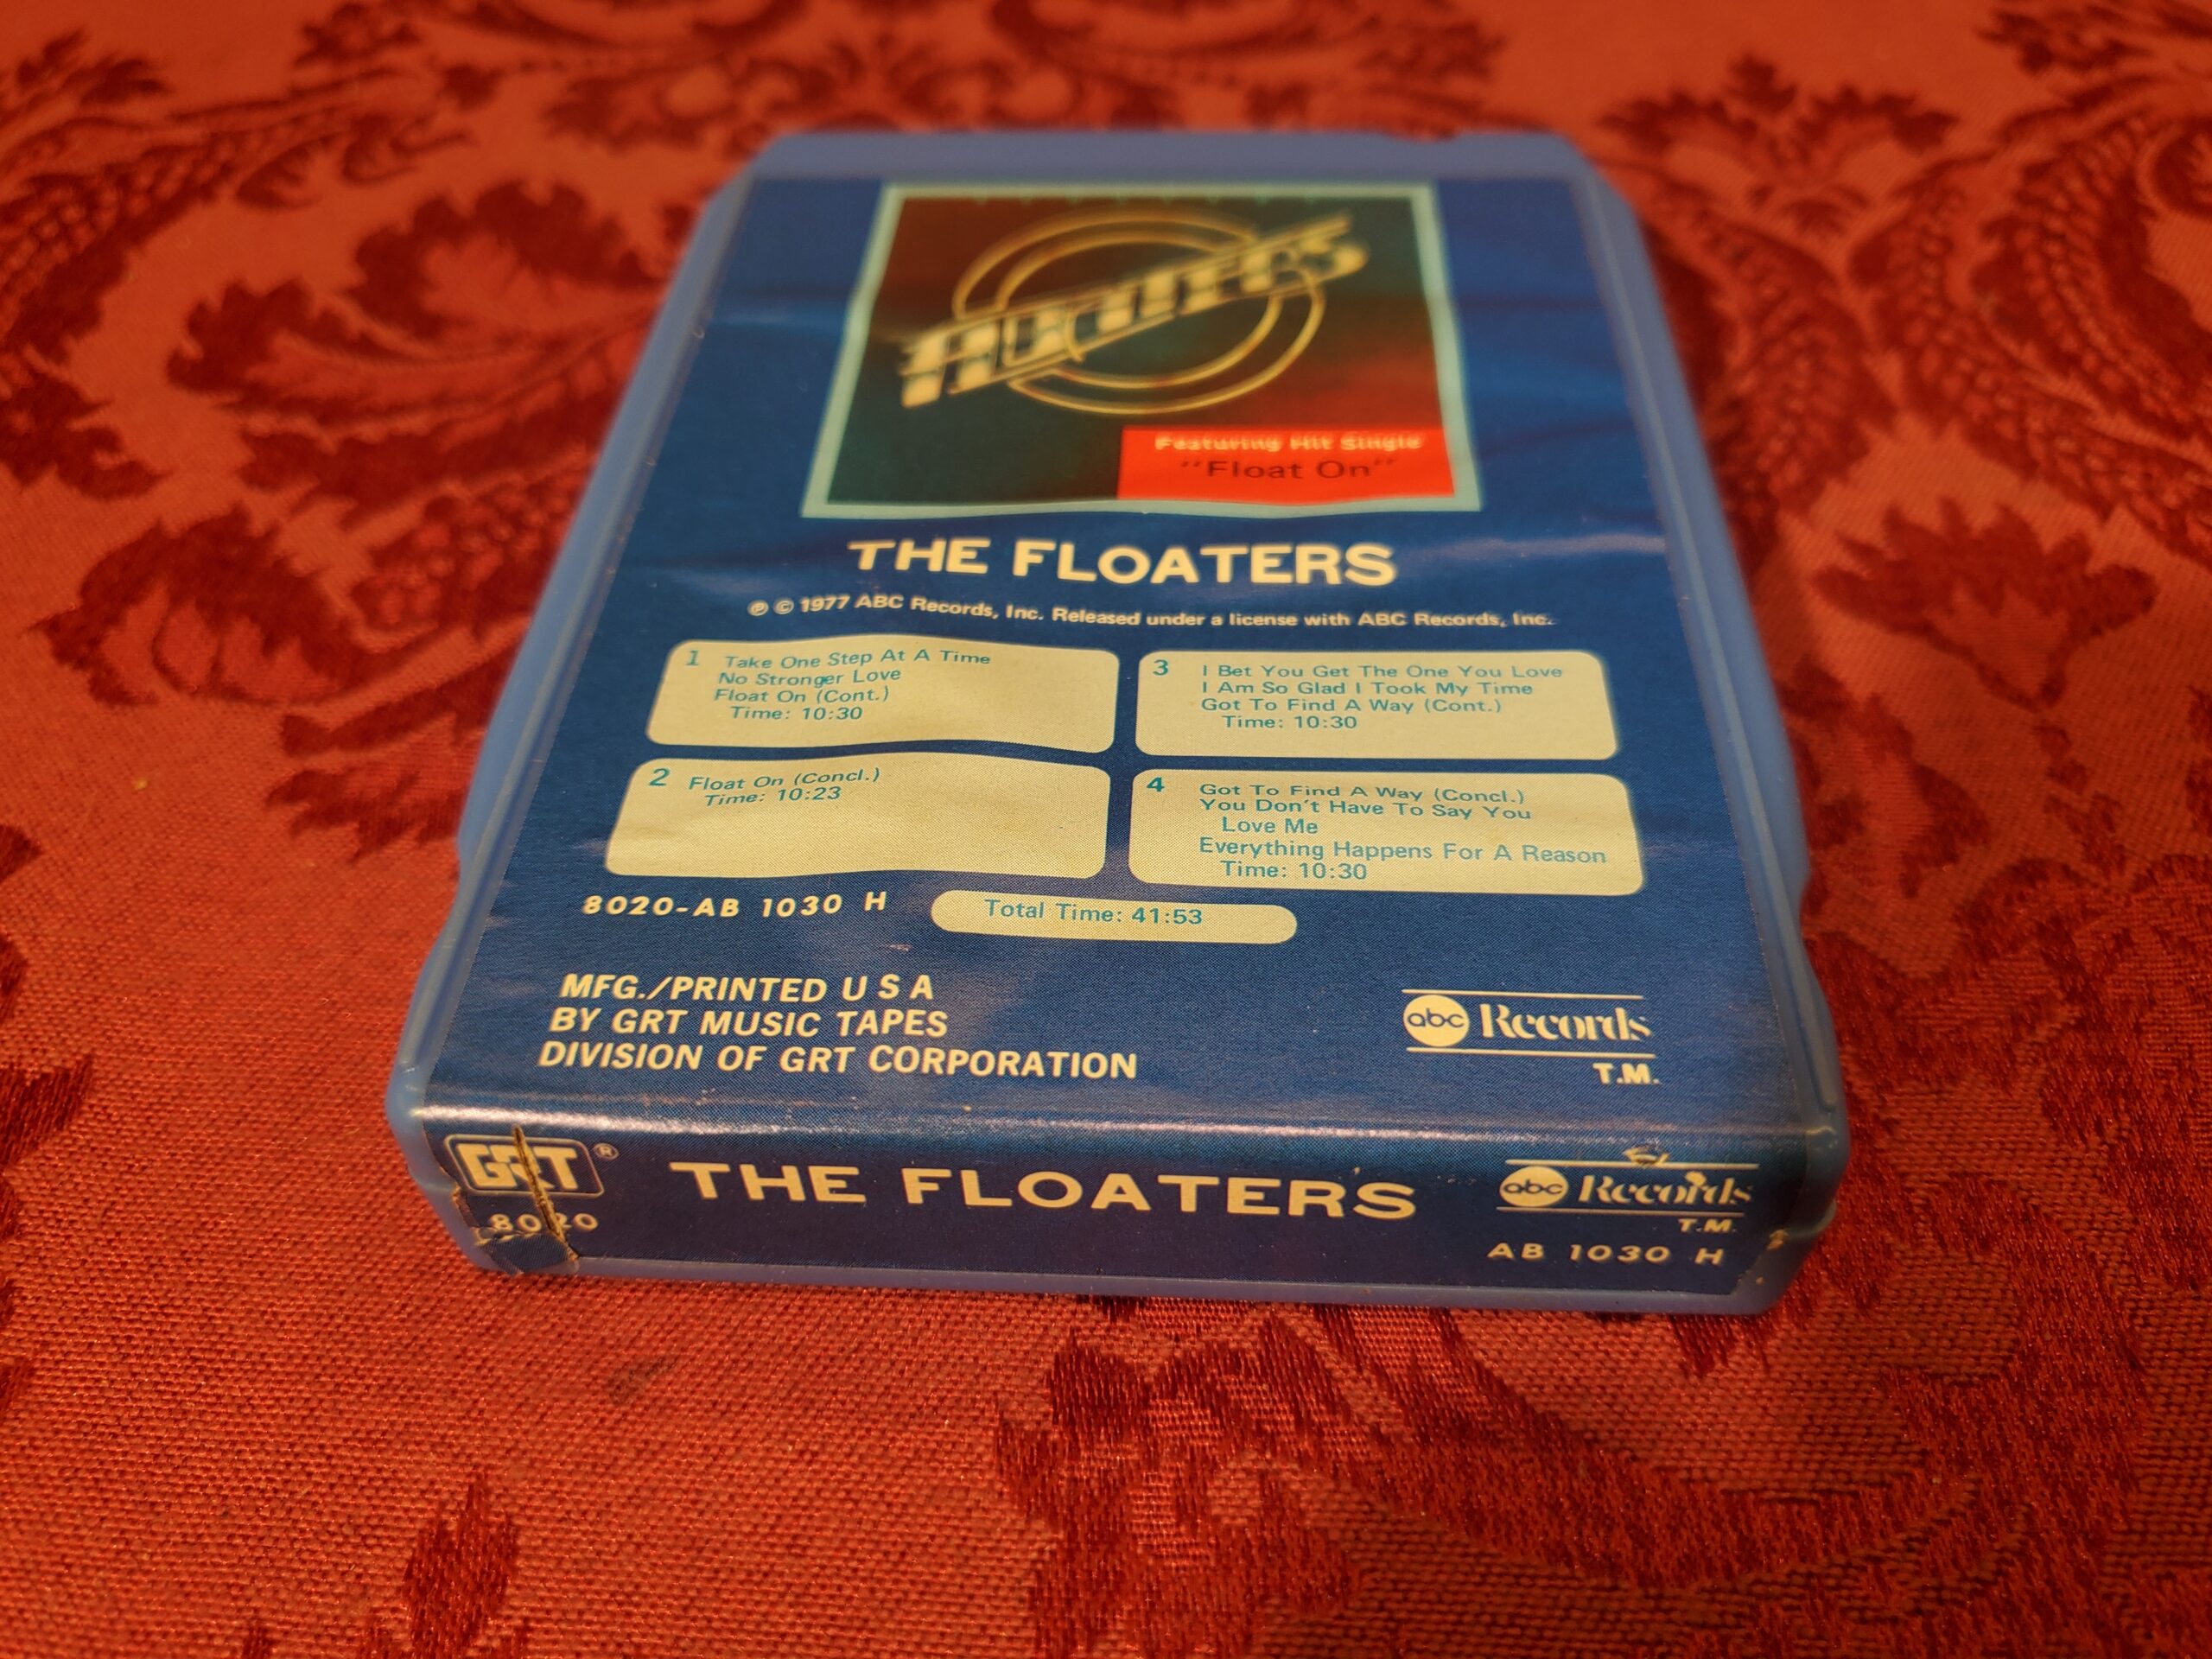 Floaters
Featuring Hit Single
"Float On"
THE FLOATERS
℗ © 1977 ABC Records, Inc. Released under a license with ABC Records, Inc.
1 Take One Step At A Time
No Stronger Love
Float On (Cont.)
Time: 10:30
2 Float On (Concl.)
Time: 10:23
3 I Bet You Get The One You Love
I Am So Glad I Took My Time
Got To Find A Way (Cont.)
Time: 10:30
4 Got To Find A Way (Concl.)
You Don't Have To Say You
Love Me
Everything Happens For A Reason
Time: 10:30
8020-AB 1030 H
Total Time: 41:53
MFG./PRINTED U S A
BY GRT MUSIC TAPES
DIVISION OF GRT CORPORATION
abc Records
T.M.
GRT®
8020
THE FLOATERS
abc Records
T.M.
AB 1030 H